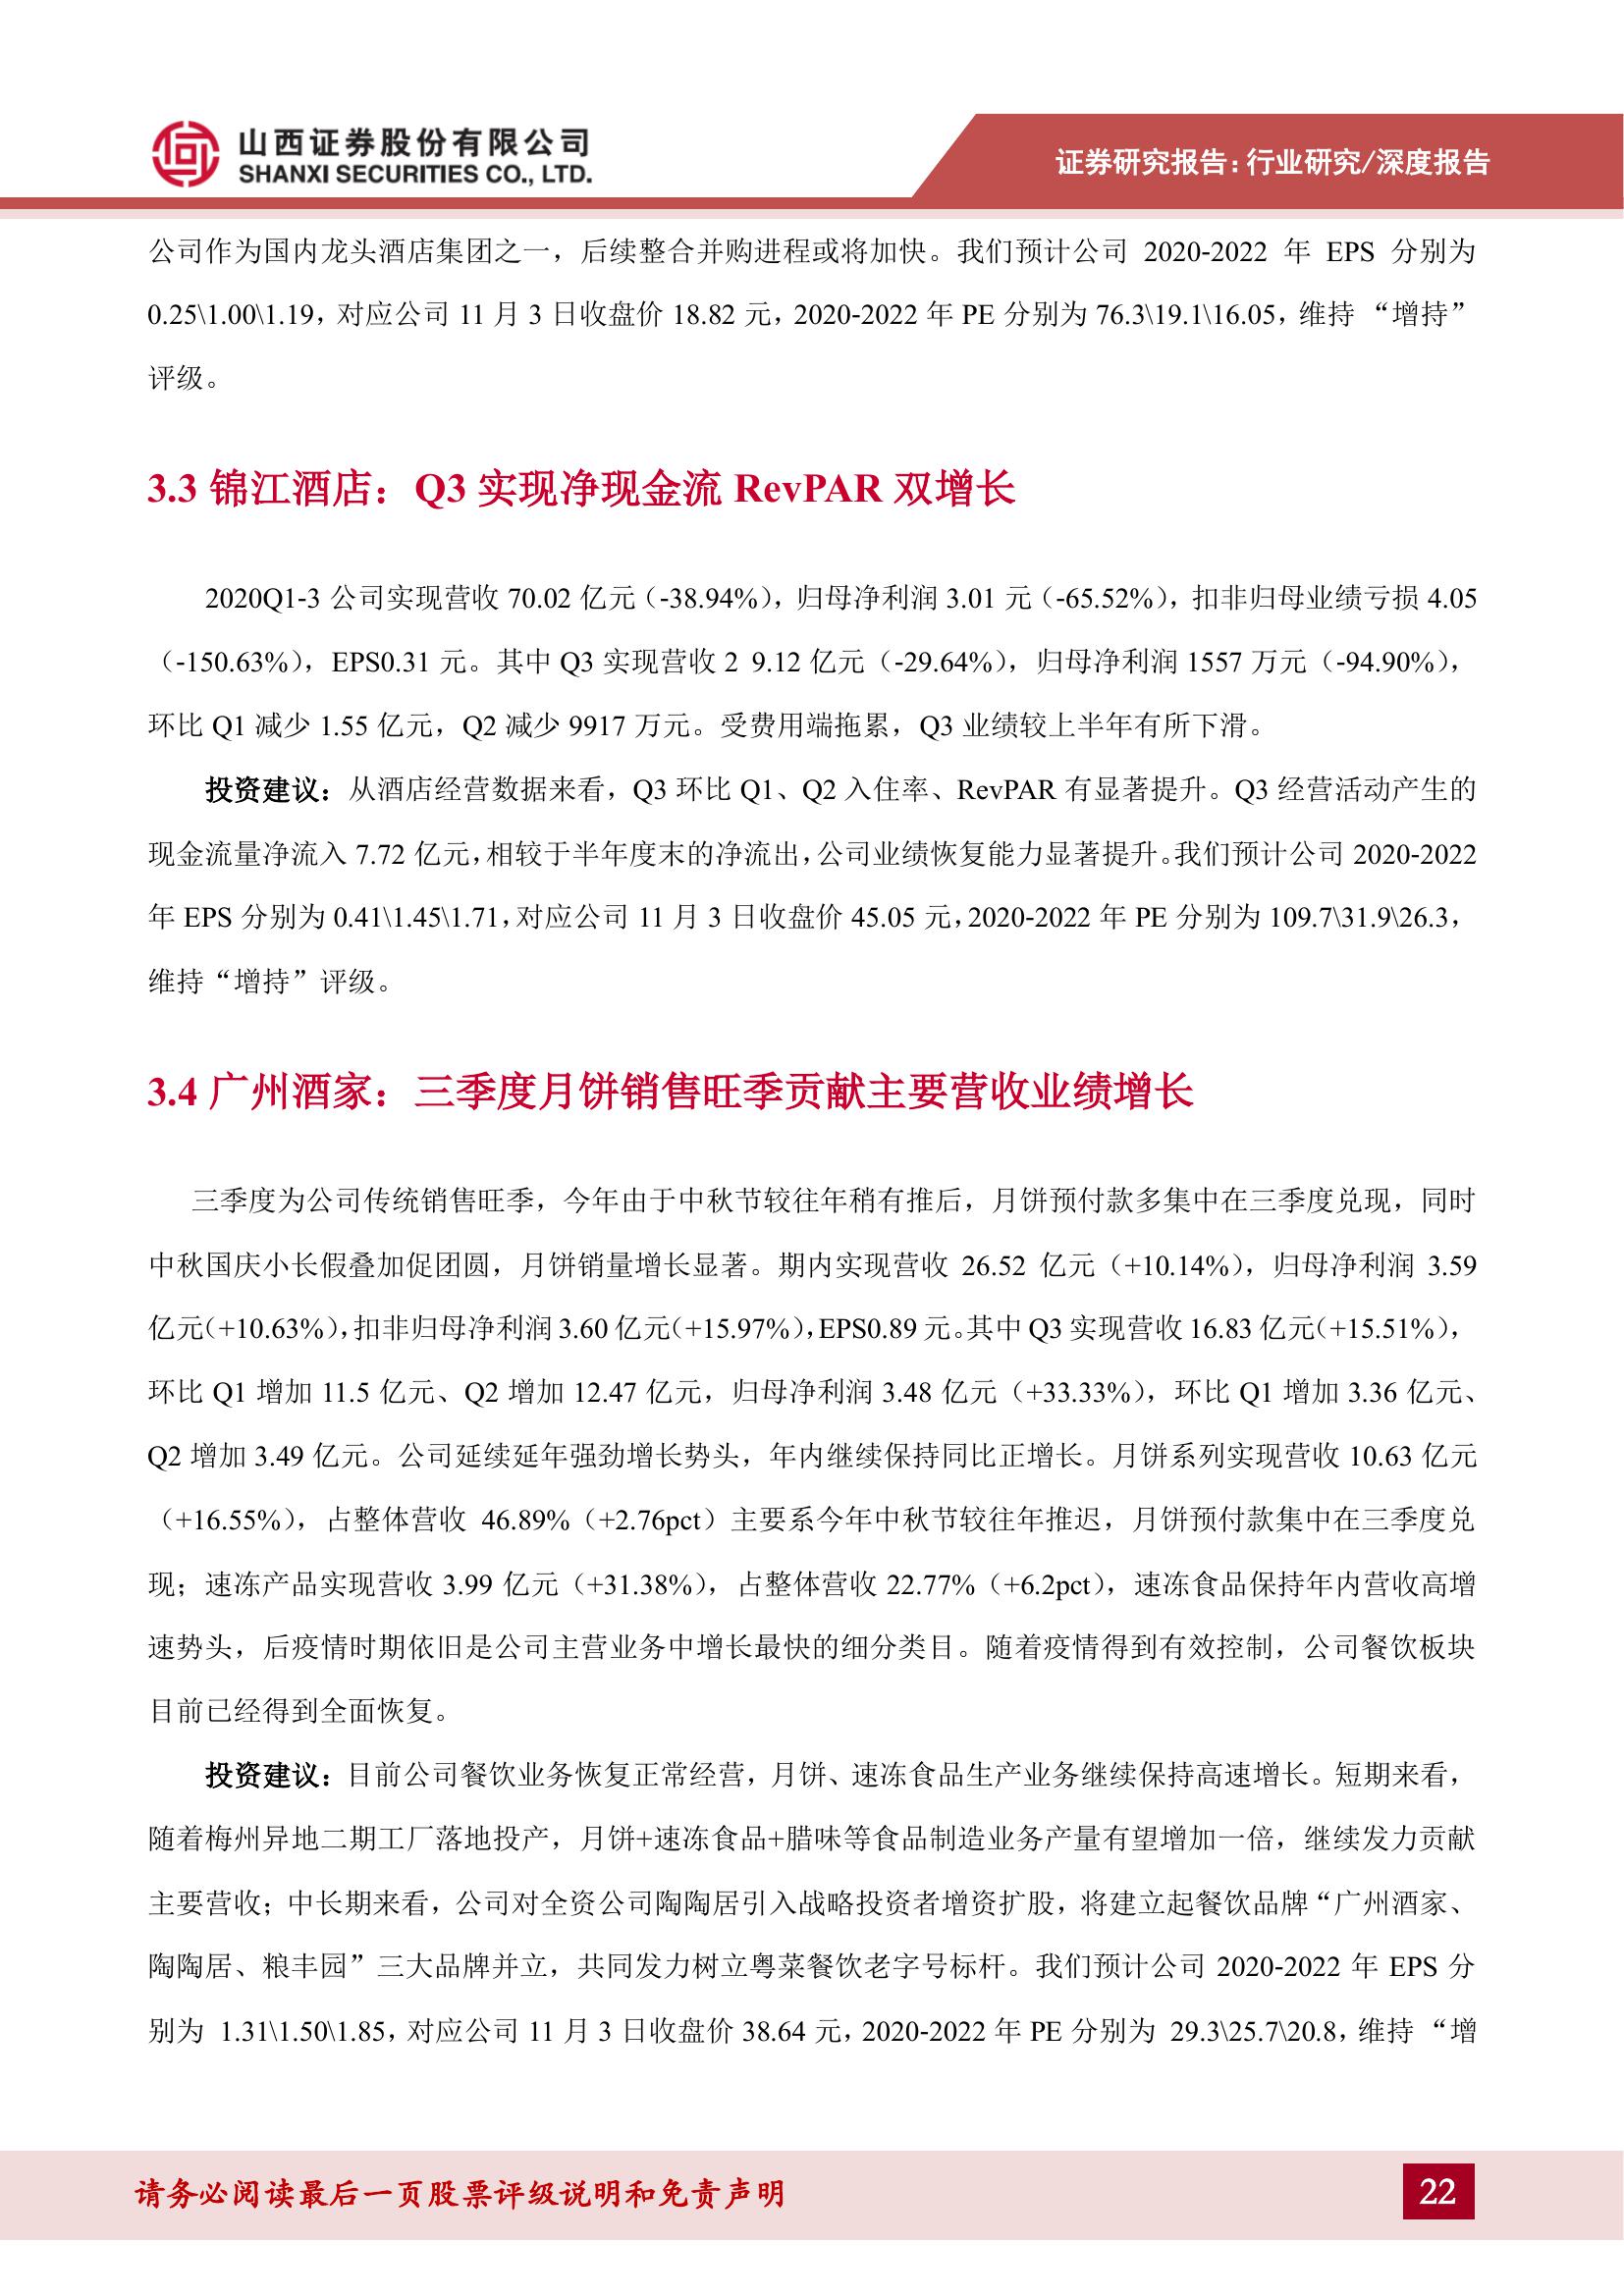 山西证券股份有限公司
SHANXI SECURITIES CO., LTD.
证券研究报告：行业研究/深度报告
公司作为国内龙头酒店集团之一，后续整合并购进程或将加快。我们预计公司 2020-2022 年 EPS 分别为
0.25\1.00\1.19，对应公司 11 月 3 日收盘价 18.82 元，2020-2022 年 PE 分别为 76.3\19.1\16.05，维持 “增持”
评级。
3.3 锦江酒店：Q3 实现净现金流 RevPAR 双增长
2020Q1-3 公司实现营收 70.02 亿元（-38.94%），归母净利润 3.01 元（-65.52%），扣非归母业绩亏损 4.05
（-150.63%），EPS0.31 元。其中 Q3 实现营收 2 9.12 亿元（-29.64%），归母净利润 1557 万元（-94.90%），
环比 Q1 减少 1.55 亿元，Q2 减少 9917 万元。受费用端拖累，Q3 业绩较上半年有所下滑。
投资建议：从酒店经营数据来看，Q3 环比 Q1、Q2 入住率、RevPAR 有显著提升。Q3 经营活动产生的
现金流量净流入 7.72 亿元，相较于半年度末的净流出，公司业绩恢复能力显著提升。我们预计公司 2020-2022
年 EPS 分别为 0.41\1.45\1.71，对应公司 11 月 3 日收盘价 45.05 元，2020-2022 年 PE 分别为 109.7\31.9\26.3，
维持“增持”评级。
3.4 广州酒家：三季度月饼销售旺季贡献主要营收业绩增长
三季度为公司传统销售旺季，今年由于中秋节较往年稍有推后，月饼预付款多集中在三季度兑现，同时
中秋国庆小长假叠加促团圆，月饼销量增长显著。期内实现营收 26.52 亿元（+10.14%），归母净利润 3.59
亿元（+10.63%），扣非归母净利润 3.60 亿元（+15.97%），EPS0.89 元。其中 Q3 实现营收 16.83 亿元（+15.51%），
环比 Q1 增加 11.5 亿元、Q2 增加 12.47 亿元，归母净利润 3.48 亿元（+33.33%），环比 Q1 增加 3.36 亿元、
Q2 增加 3.49 亿元。公司延续延年强劲增长势头，年内继续保持同比正增长。月饼系列实现营收 10.63 亿元
（+16.55%），占整体营收 46.89%（+2.76pct）主要系今年中秋节较往年推迟，月饼预付款集中在三季度兑
现；速冻产品实现营收 3.99 亿元（+31.38%），占整体营收 22.77%（+6.2pct），速冻食品保持年内营收高增
速势头，后疫情时期依旧是公司主营业务中增长最快的细分类目。随着疫情得到有效控制，公司餐饮板块
目前已经得到全面恢复。
投资建议：目前公司餐饮业务恢复正常经营，月饼、速冻食品生产业务继续保持高速增长。短期来看，
随着梅州异地二期工厂落地投产，月饼+速冻食品+腊味等食品制造业务产量有望增加一倍，继续发力贡献
主要营收；中长期来看，公司对全资公司陶陶居引入战略投资者增资扩股，将建立起餐饮品牌“广州酒家、
陶陶居、粮丰园”三大品牌并立，共同发力树立粤菜餐饮老字号标杆。我们预计公司 2020-2022 年 EPS 分
别为 1.31\1.50\1.85，对应公司 11 月 3 日收盘价 38.64 元，2020-2022 年 PE 分别为 29.3\25.7\20.8，维持 “增
请务必阅读最后一页股票评级说明和免责声明
22